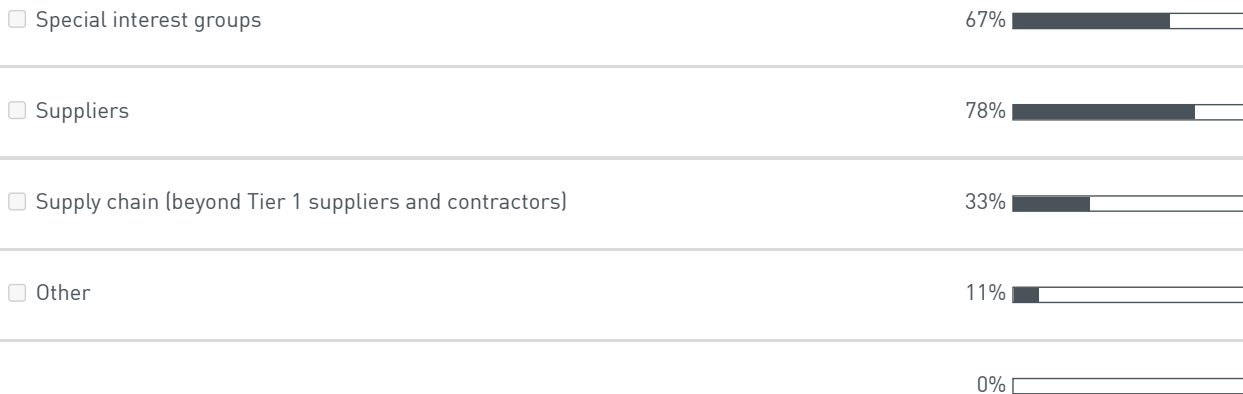 Special interest groups 67%
Suppliers 78%
Supply chain (beyond Tier 1 suppliers and contractors) 33%
Other 11%
0%